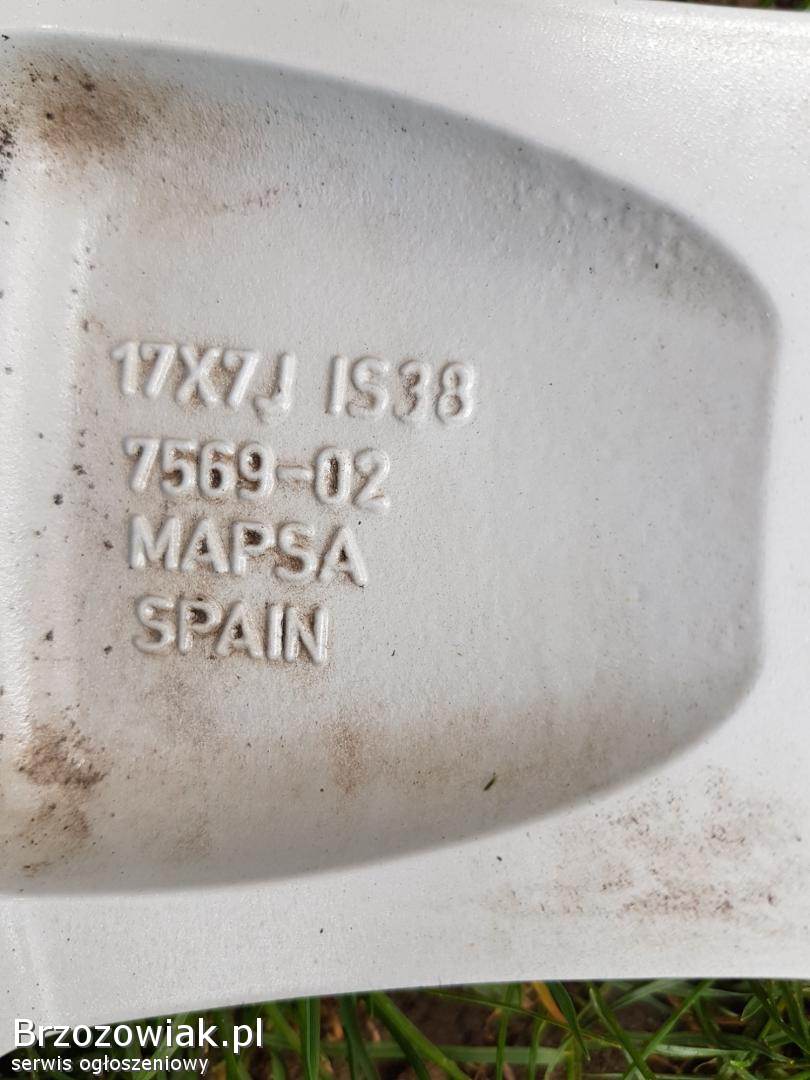 17X7J IS38
7569-02
MAPSA
SPAIN
Brzozowiak.pl
serwis ogłoszeniowy